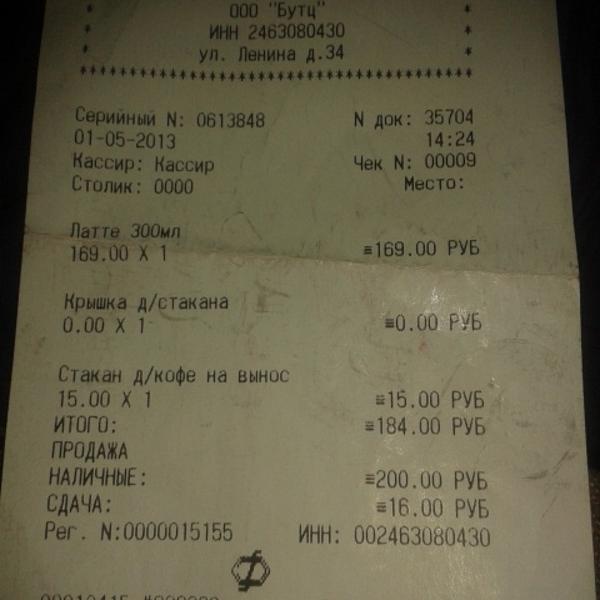 * ООО "Бутц" *
* ИНН 2463080430 *
* ул. Ленина д.34 *
******************************************
Серийный N: 0613848 N док: 35704
01-05-2013 14:24
Кассир: Кассир Чек N: 00009
Столик: 0000 Место:
Латте 300мл
169.00 X 1 ≡169.00 РУБ
Крышка д/стакана
0.00 X 1 ≡0.00 РУБ
Стакан д/кофе на вынос
15.00 X 1 ≡15.00 РУБ
ИТОГО: ≡184.00 РУБ
ПРОДАЖА
НАЛИЧНЫЕ: ≡200.00 РУБ
СДАЧА: ≡16.00 РУБ
Рег. N:0000015155 ИНН: 002463080430